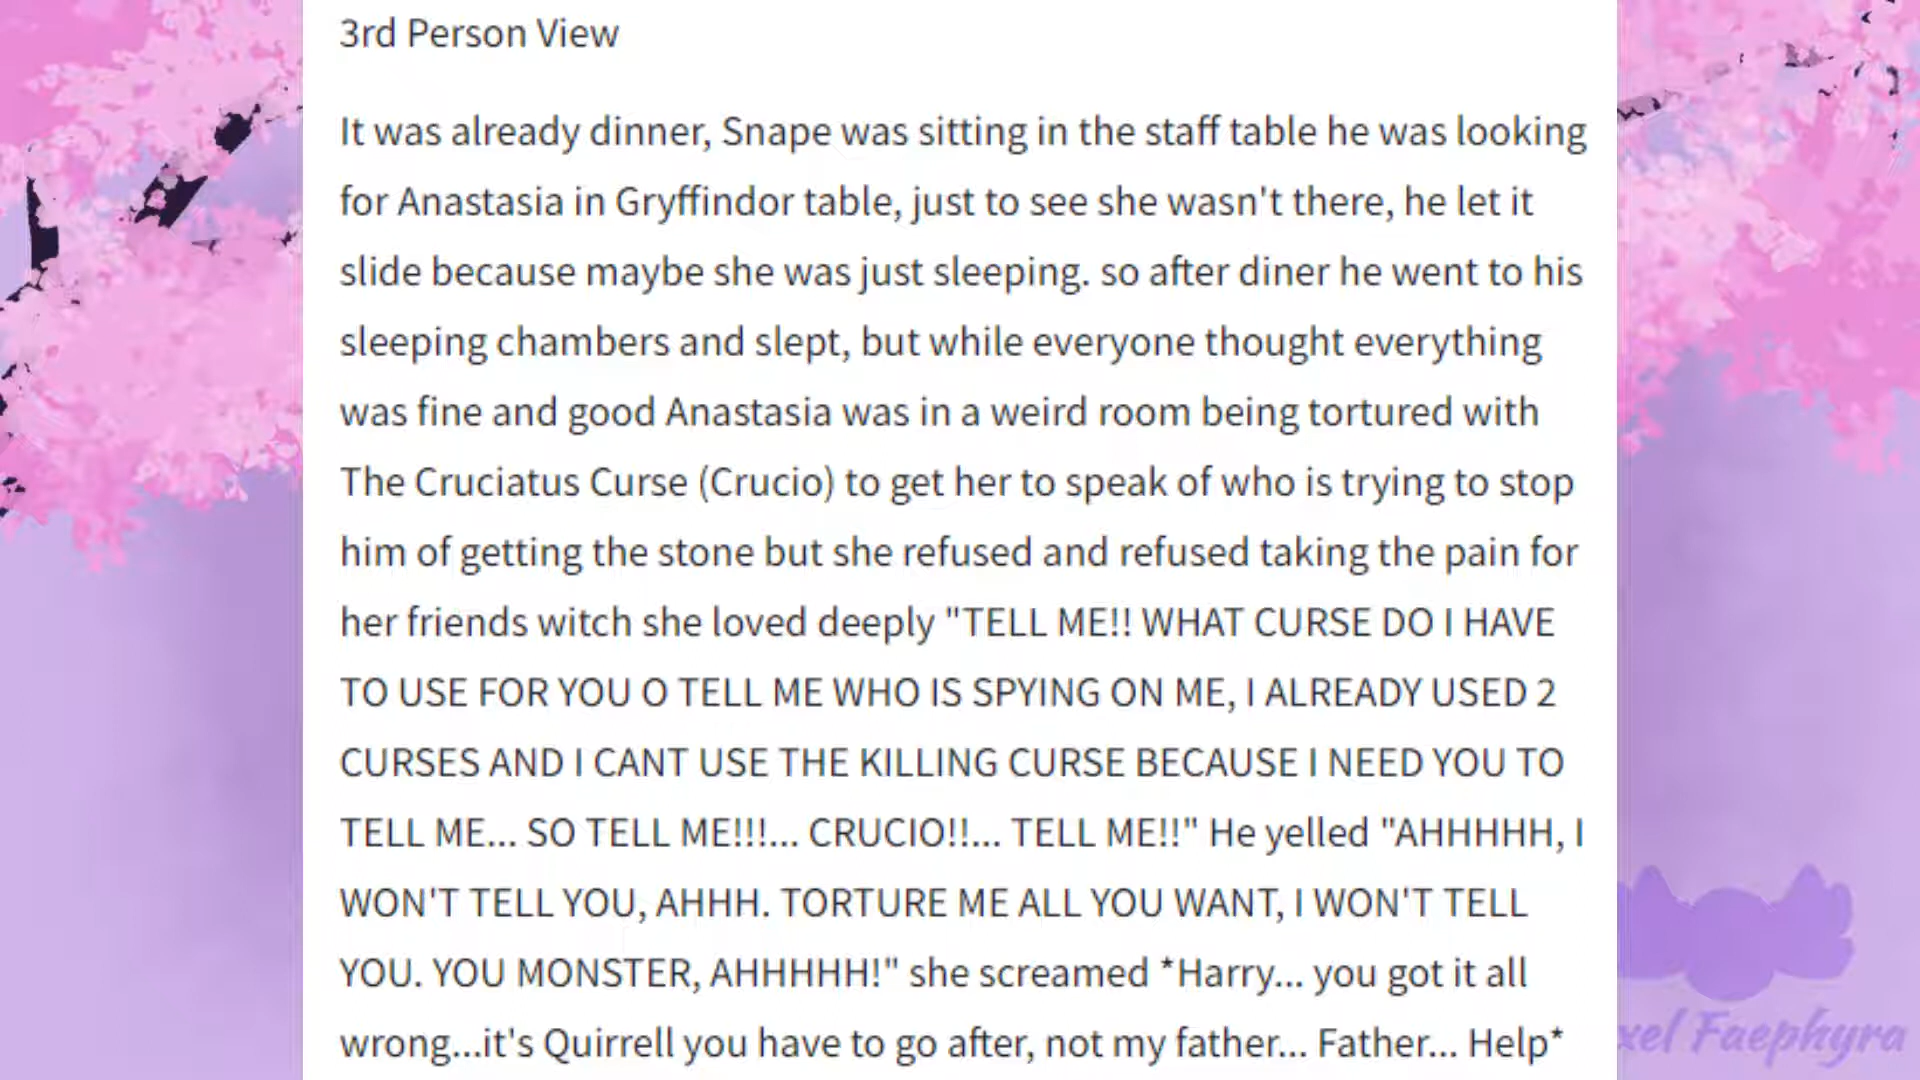 3rd Person View
It was already dinner, Snape was sitting in the staff table he was looking
for Anastasia in Gryffindor table, just to see she wasn't there, he let it
slide because maybe she was just sleeping. so after diner he went to his
sleeping chambers and slept, but while everyone thought everything
was fine and good Anastasia was in a weird room being tortured with
The Cruciatus Curse (Crucio) to get her to speak of who is trying to stop
him of getting the stone but she refused and refused taking the pain for
her friends witch she loved deeply "TELL ME!! WHAT CURSE DO I HAVE
TO USE FOR YOU O TELL ME WHO IS SPYING ON ME, I ALREADY USED 2
CURSES AND I CANT USE THE KILLING CURSE BECAUSE I NEED YOU TO
TELL ME... SO TELL ME!!!... CRUCIO!!... TELL ME!!" He yelled "AHHHHH, I
WON'T TELL YOU, AHHH. TORTURE ME ALL YOU WANT, I WON'T TELL
YOU. YOU MONSTER, AHHHHH!" she screamed *Harry... you got it all
wrong...it's Quirrell you have to go after, not my father... Father... Help*
xel Faephyra